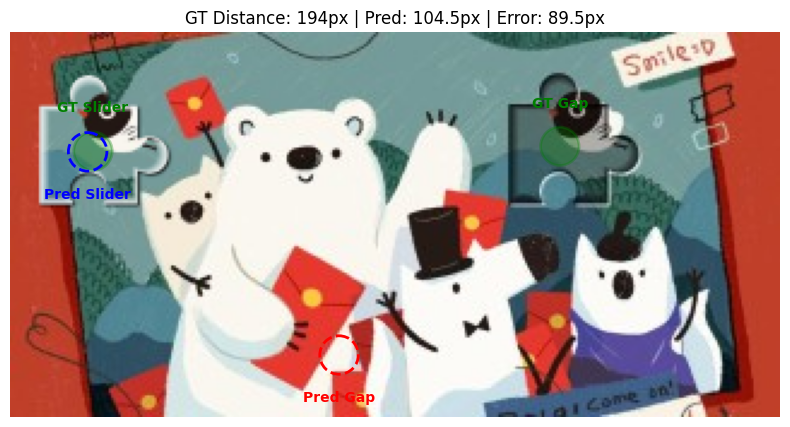 GT Distance: 194px | Pred: 104.5px | Error: 89.5px
Smile=D
GT Slider
GT Gap
Pred Slider
Pred Gap
come on!